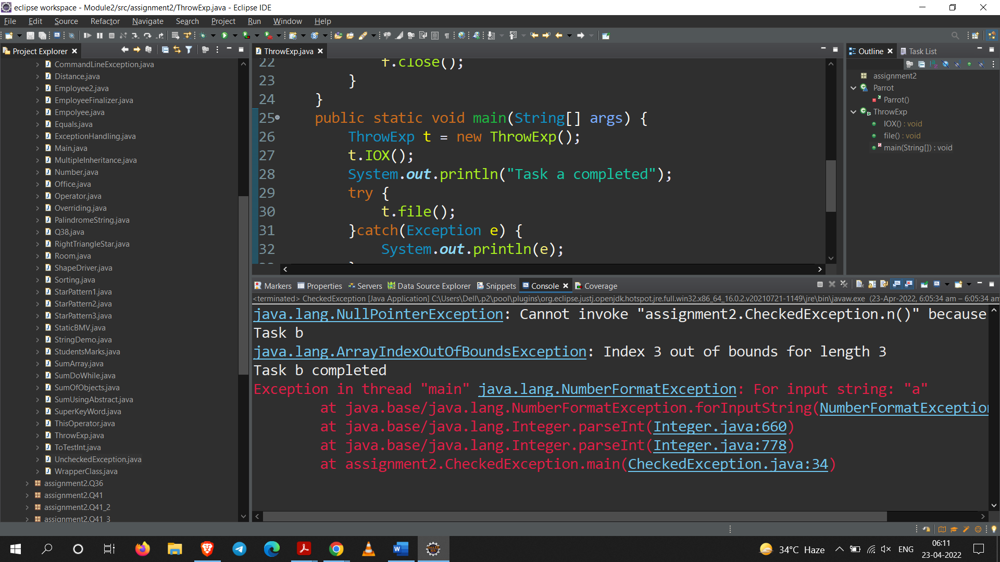 eclipse workspace - Module2/src/assignment2/ThrowExp.java - Eclipse IDE
File Edit Source Refactor Navigate Search Project Run Window Help
Project Explorer
CommandLineException.java
Distance.java
Employee2.java
EmployeeFinalizer.java
Empolyee.java
Equals.java
ExceptionHandling.java
Main.java
MultipleInheritance.java
Number.java
Office.java
Operator.java
Overriding.java
PalindromeString.java
Q38.java
RightTriangleStar.java
Room.java
ShapeDriver.java
Sorting.java
StarPattern1.java
StarPattern2.java
StarPattern3.java
StaticBMV.java
StringDemo.java
StudentsMarks.java
SumArray.java
SumDoWhile.java
SumOfObjects.java
SumUsingAbstract.java
SuperKeyWord.java
ThisOperator.java
ThrowExp.java
ToTestInt.java
UncheckedException.java
WrapperClass.java
assignment2.Q36
assignment2.Q41
assignment2.Q41_2
assignment2.Q41_3
ThrowExp.java
22 f.close();
23 }
24 }
25 public static void main(String[] args) {
26 ThrowExp t = new ThrowExp();
27 t.IOX();
28 System.out.println("Task a completed");
29 try {
30 t.file();
31 }catch(Exception e) {
32 System.out.println(e);
Outline Task List
assignment2
Parrot
Parrot()
ThrowExp
IOX() : void
file() : void
main(String[]) : void
Markers Properties Servers Data Source Explorer Snippets Console Coverage
<terminated> CheckedException [Java Application] C:\Users\Dell\.p2\pool\plugins\org.eclipse.justj.openjdk.hotspot.jre.full.win32.x86_64_16.0.2.v20210721-1149\jre\bin\javaw.exe (23-Apr-2022, 6:05:34 am – 6:05:34 am
java.lang.NullPointerException: Cannot invoke "assignment2.CheckedException.n()" because
Task b
java.lang.ArrayIndexOutOfBoundsException: Index 3 out of bounds for length 3
Task b completed
Exception in thread "main" java.lang.NumberFormatException: For input string: "a"
at java.base/java.lang.NumberFormatException.forInputString(NumberFormatException
at java.base/java.lang.Integer.parseInt(Integer.java:660)
at java.base/java.lang.Integer.parseInt(Integer.java:778)
at assignment2.CheckedException.main(CheckedException.java:34)
34°C Haze
ENG
06:11
23-04-2022